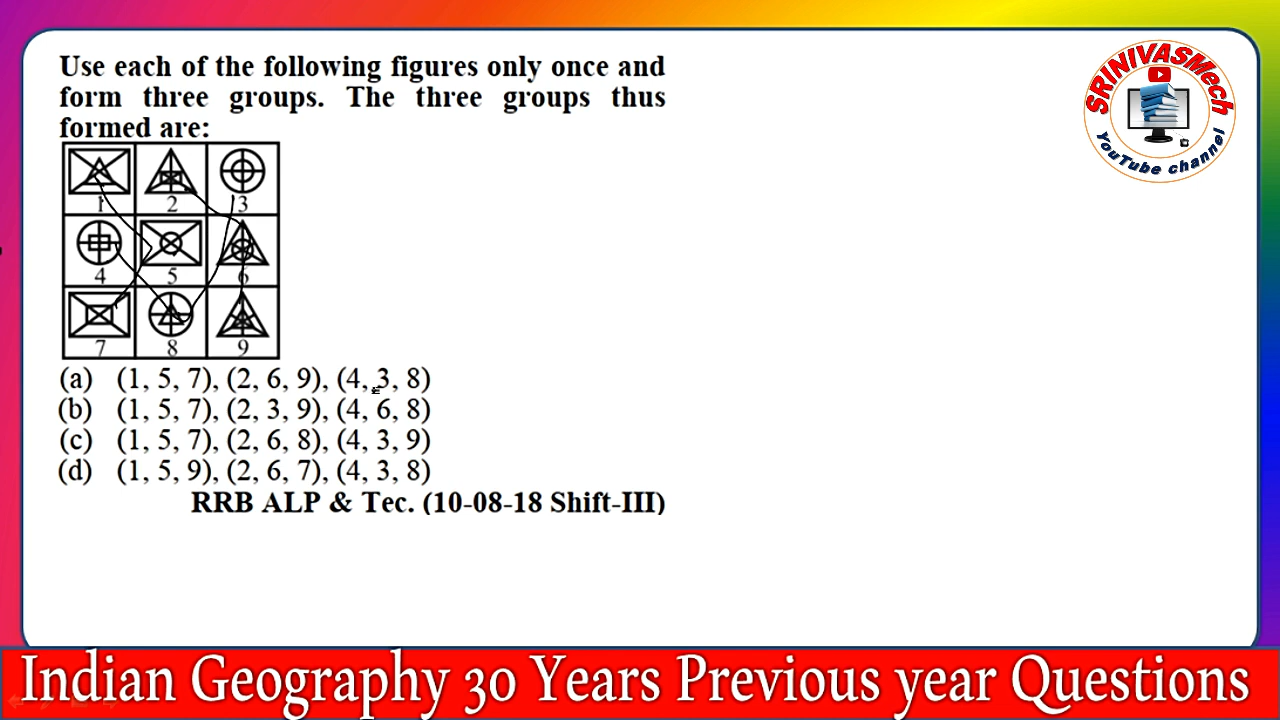 Use each of the following figures only once and
form three groups. The three groups thus
formed are:
1 2 3
4 5 6
7 8 9
(a) (1, 5, 7), (2, 6, 9), (4, 3, 8)
(b) (1, 5, 7), (2, 3, 9), (4, 6, 8)
(c) (1, 5, 7), (2, 6, 8), (4, 3, 9)
(d) (1, 5, 9), (2, 6, 7), (4, 3, 8)
RRB ALP & Tec. (10-08-18 Shift-III)
SRINIVASMech
YouTube channel
Indian Geography 30 Years Previous year Questions